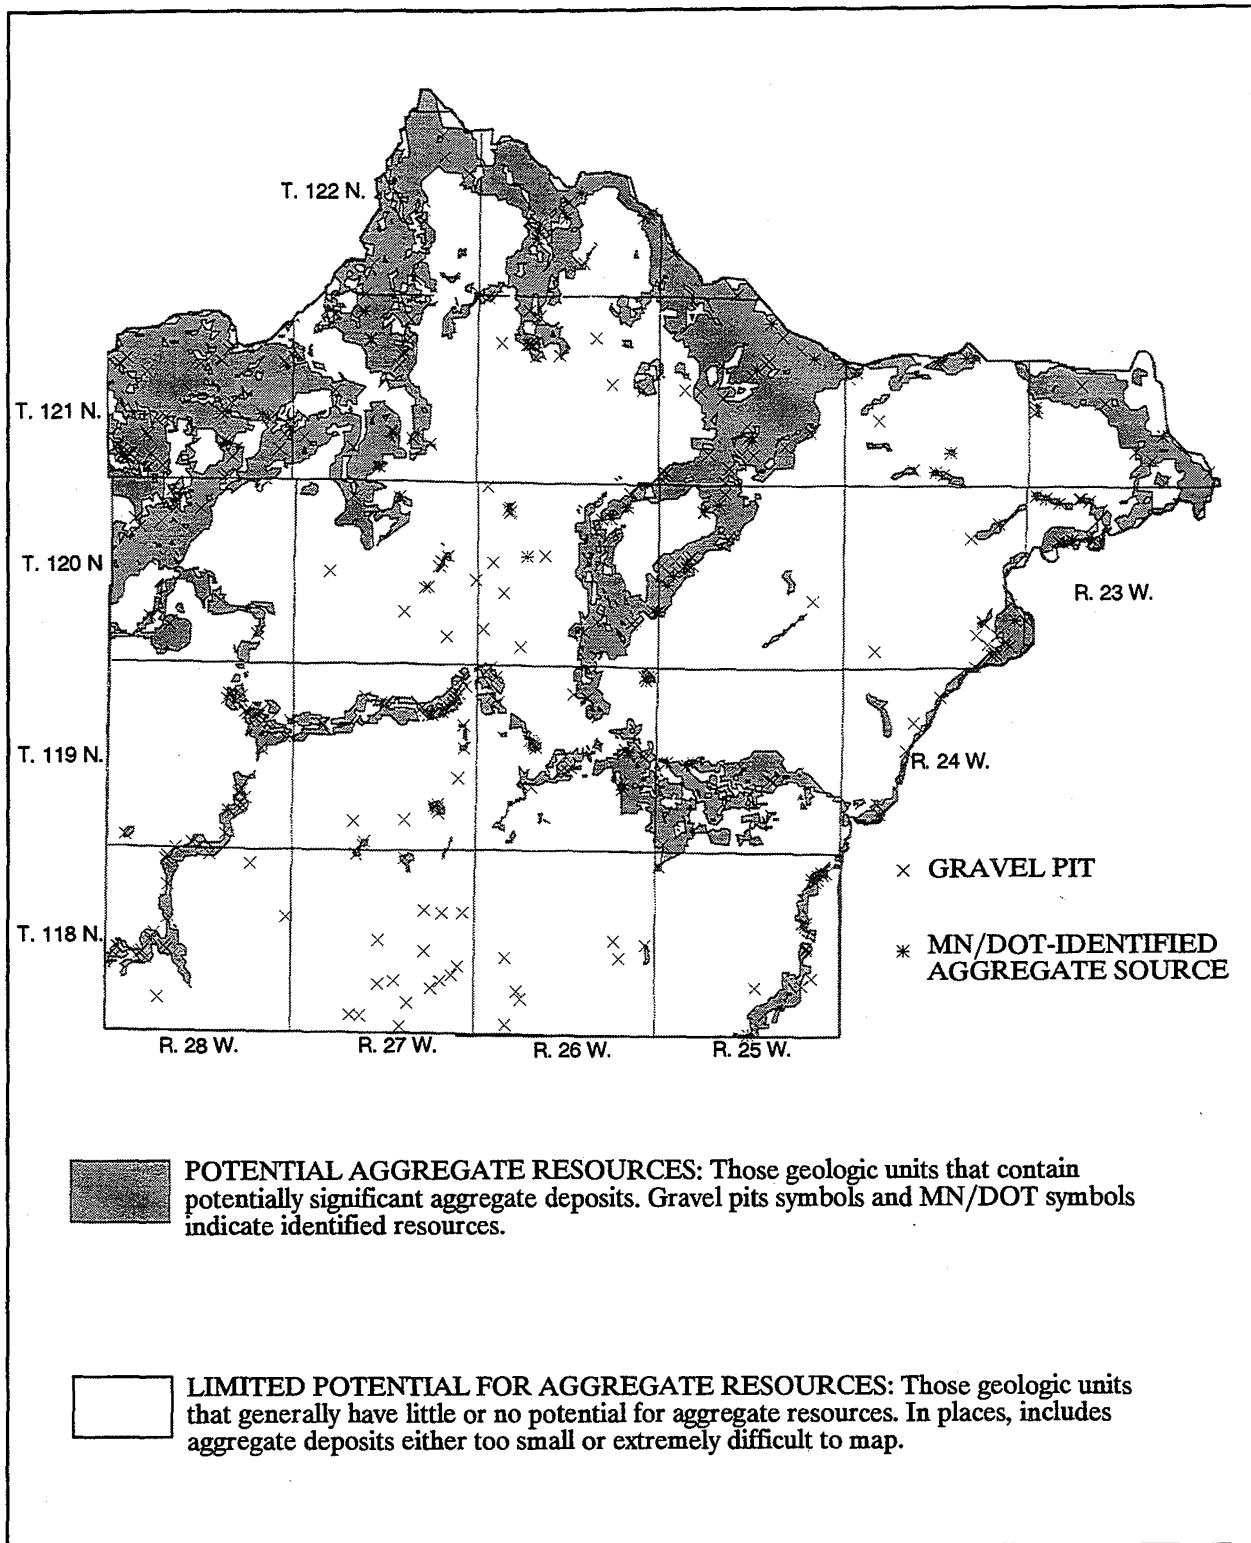 T. 122 N.
T. 121 N.
T. 120 N
R. 23 W.
T. 119 N.
R. 24 W.
× GRAVEL PIT
T. 118 N.
* MN/DOT-IDENTIFIED
AGGREGATE SOURCE
R. 28 W.
R. 27 W.
R. 26 W.
R. 25 W.
POTENTIAL AGGREGATE RESOURCES: Those geologic units that contain
potentially significant aggregate deposits. Gravel pits symbols and MN/DOT symbols
indicate identified resources.
LIMITED POTENTIAL FOR AGGREGATE RESOURCES: Those geologic units
that generally have little or no potential for aggregate resources. In places, includes
aggregate deposits either too small or extremely difficult to map.